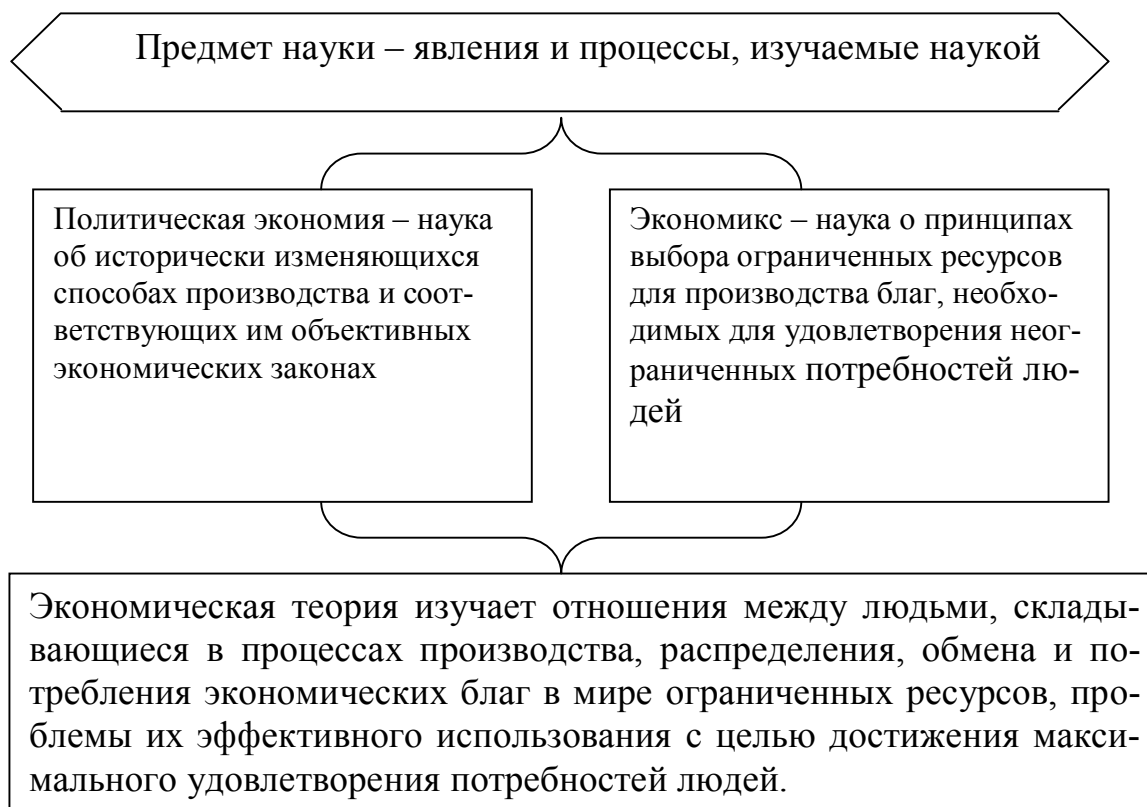 Предмет науки – явления и процессы, изучаемые наукой
Политическая экономия – наука
об исторически изменяющихся
способах производства и соот-
ветствующих им объективных
экономических законах
Экономикс – наука о принципах
выбора ограниченных ресурсов
для производства благ, необхо-
димых для удовлетворения неог-
раниченных потребностей лю-
дей
Экономическая теория изучает отношения между людьми, склады-
вающиеся в процессах производства, распределения, обмена и по-
требления экономических благ в мире ограниченных ресурсов, про-
блемы их эффективного использования с целью достижения макси-
мального удовлетворения потребностей людей.